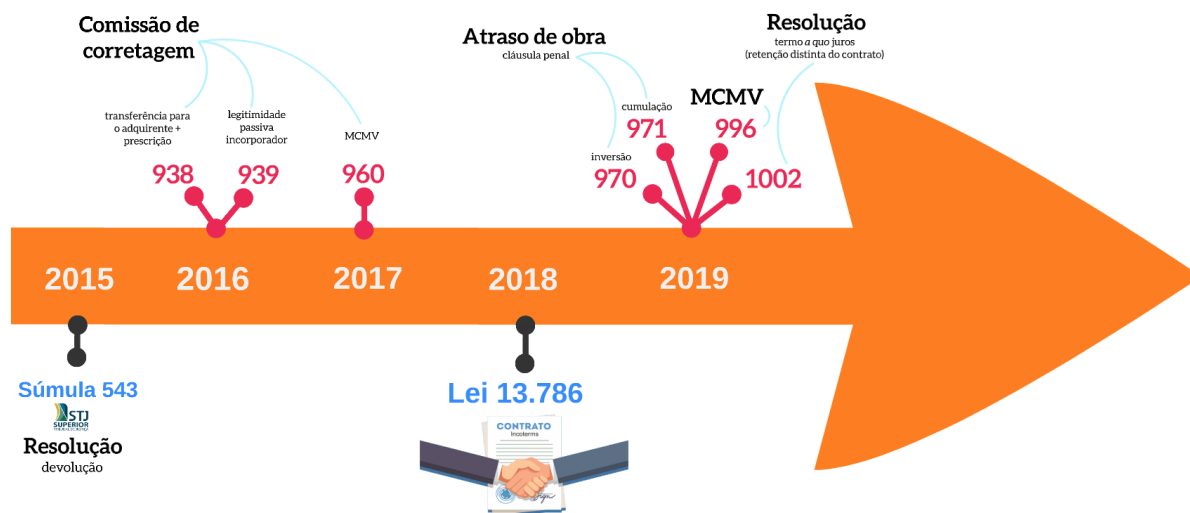 Comissão de
corretagem
transferência para
o adquirente +
prescrição
938
legitimidade
passiva
incorporador
939
MCMV
960
Atraso de obra
cláusula penal
inversão
970
cumulação
971
MCMV
996
Resolução
termo a quo juros
(retenção distinta do contrato)
1002
2015
2016
2017
2018
2019
Súmula 543
STJ
SUPERIOR
Resolução
devolução
Lei 13.786
CONTRATO
Incoterms